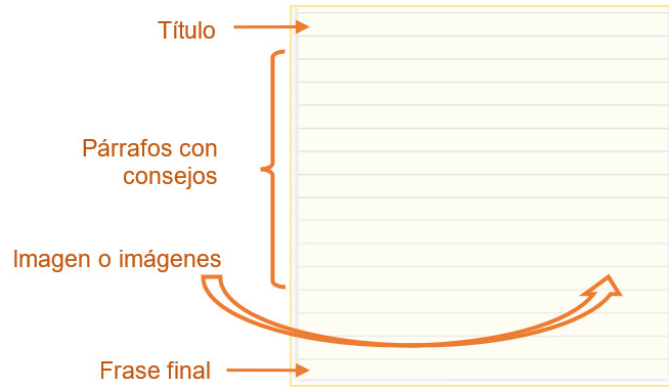 Título
Párrafos con
consejos
Imagen o imágenes
Frase final